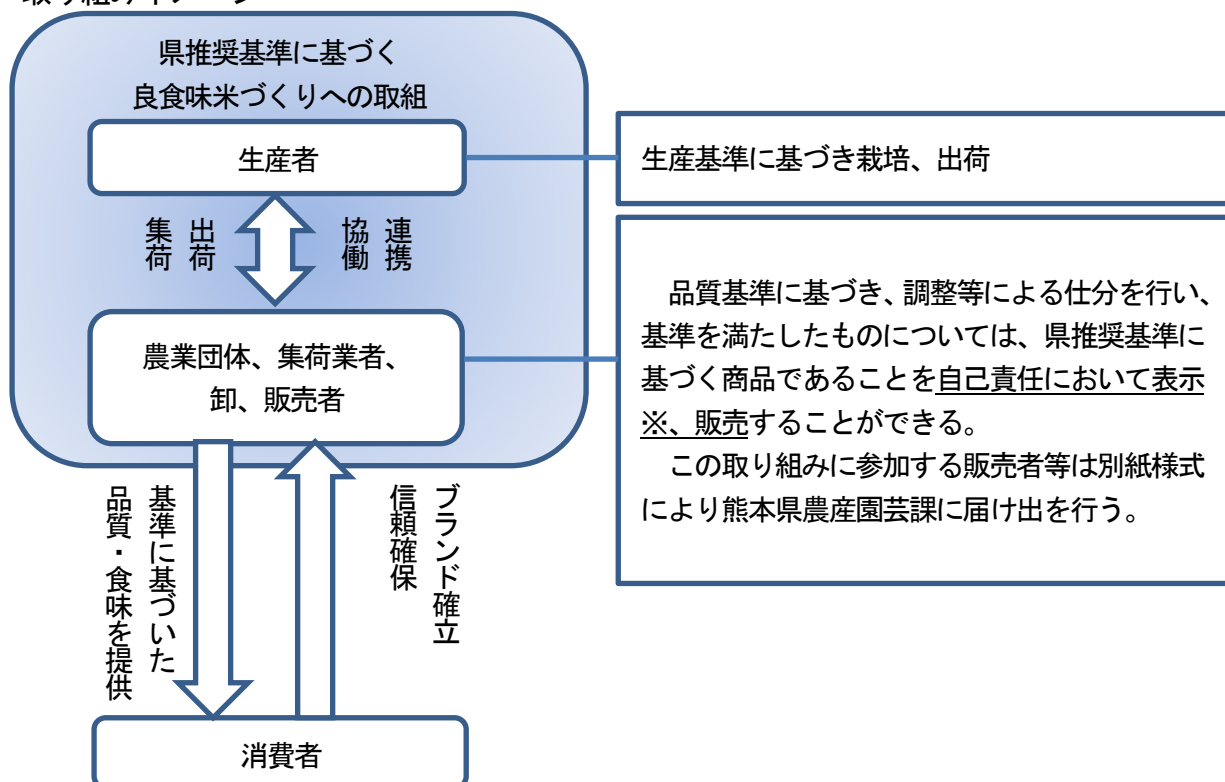 取り組みイメージ
県推奨基準に基づく
良食味米づくりへの取組
生産者
生産基準に基づき栽培、出荷
出荷
集荷
連携
協働
農業団体、集荷業者、
卸、販売者
品質基準に基づき、調整等による仕分を行い、
基準を満たしたものについては、県推奨基準に
基づく商品であることを自己責任において表示
※、販売することができる。
この取り組みに参加する販売者等は別紙様式
により熊本県農産園芸課に届け出を行う。
基準に基づいた
品質・食味を提供
ブランド確立
信頼確保
消費者